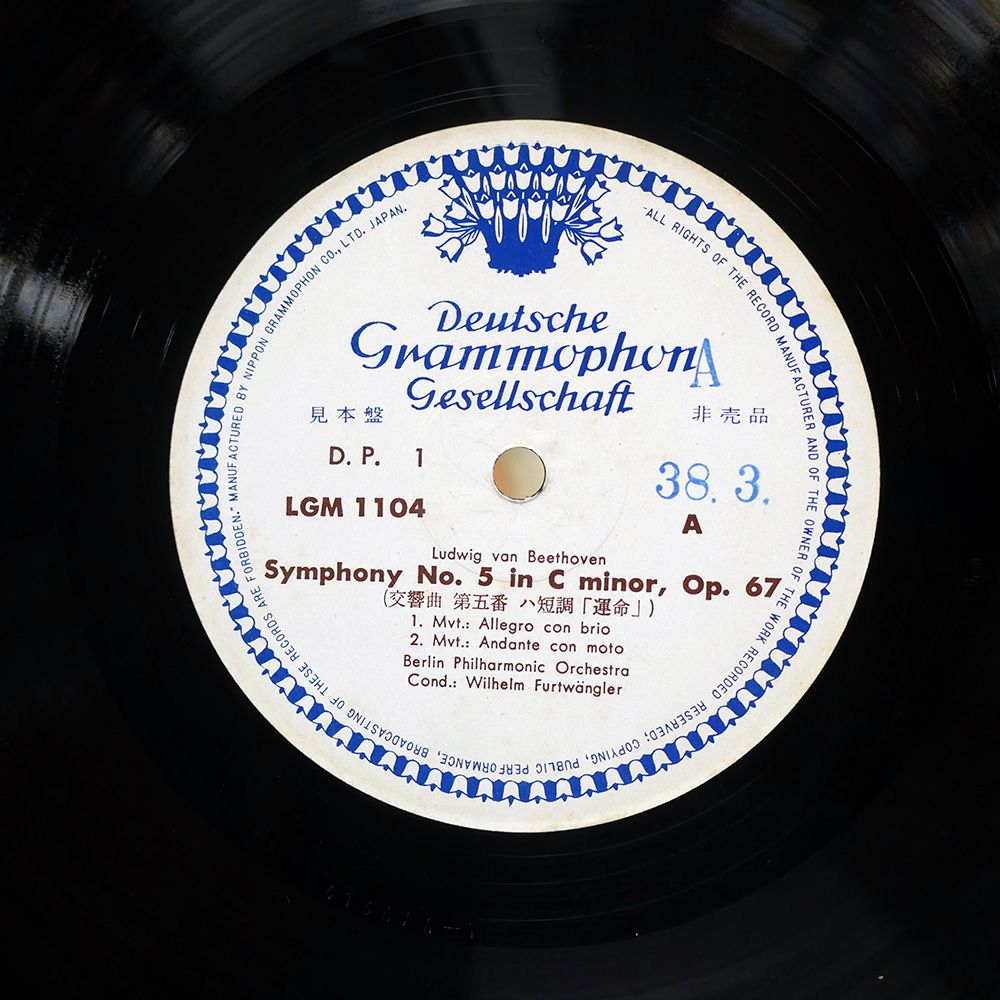 "ALL RIGHTS OF THE RECORD MANUFACTURER AND OF THE OWNER OF THE WORK RECORDED RESERVED; COPYING, PUBLIC PERFORMANCE, BROADCASTING OF THESE RECORDS ARE FORBIDDEN." MANUFACTURED BY NIPPON GRAMMOPHON CO., LTD. JAPAN.
Deutsche
Grammophon
A
Gesellschaft
見本盤 非売品
D. P. 1
38. 3.
LGM 1104
A
Ludwig van Beethoven
Symphony No. 5 in C minor, Op. 67
(交響曲 第五番 ハ短調「運命」)
1. Mvt.: Allegro con brio
2. Mvt.: Andante con moto
Berlin Philharmonic Orchestra
Cond.: Wilhelm Furtwängler